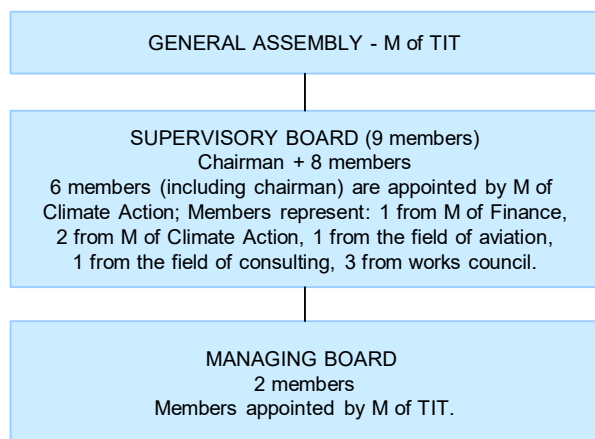 GENERAL ASSEMBLY - M of TIT
SUPERVISORY BOARD (9 members)
Chairman + 8 members
6 members (including chairman) are appointed by M of
Climate Action; Members represent: 1 from M of Finance,
2 from M of Climate Action, 1 from the field of aviation,
1 from the field of consulting, 3 from works council.
MANAGING BOARD
2 members
Members appointed by M of TIT.